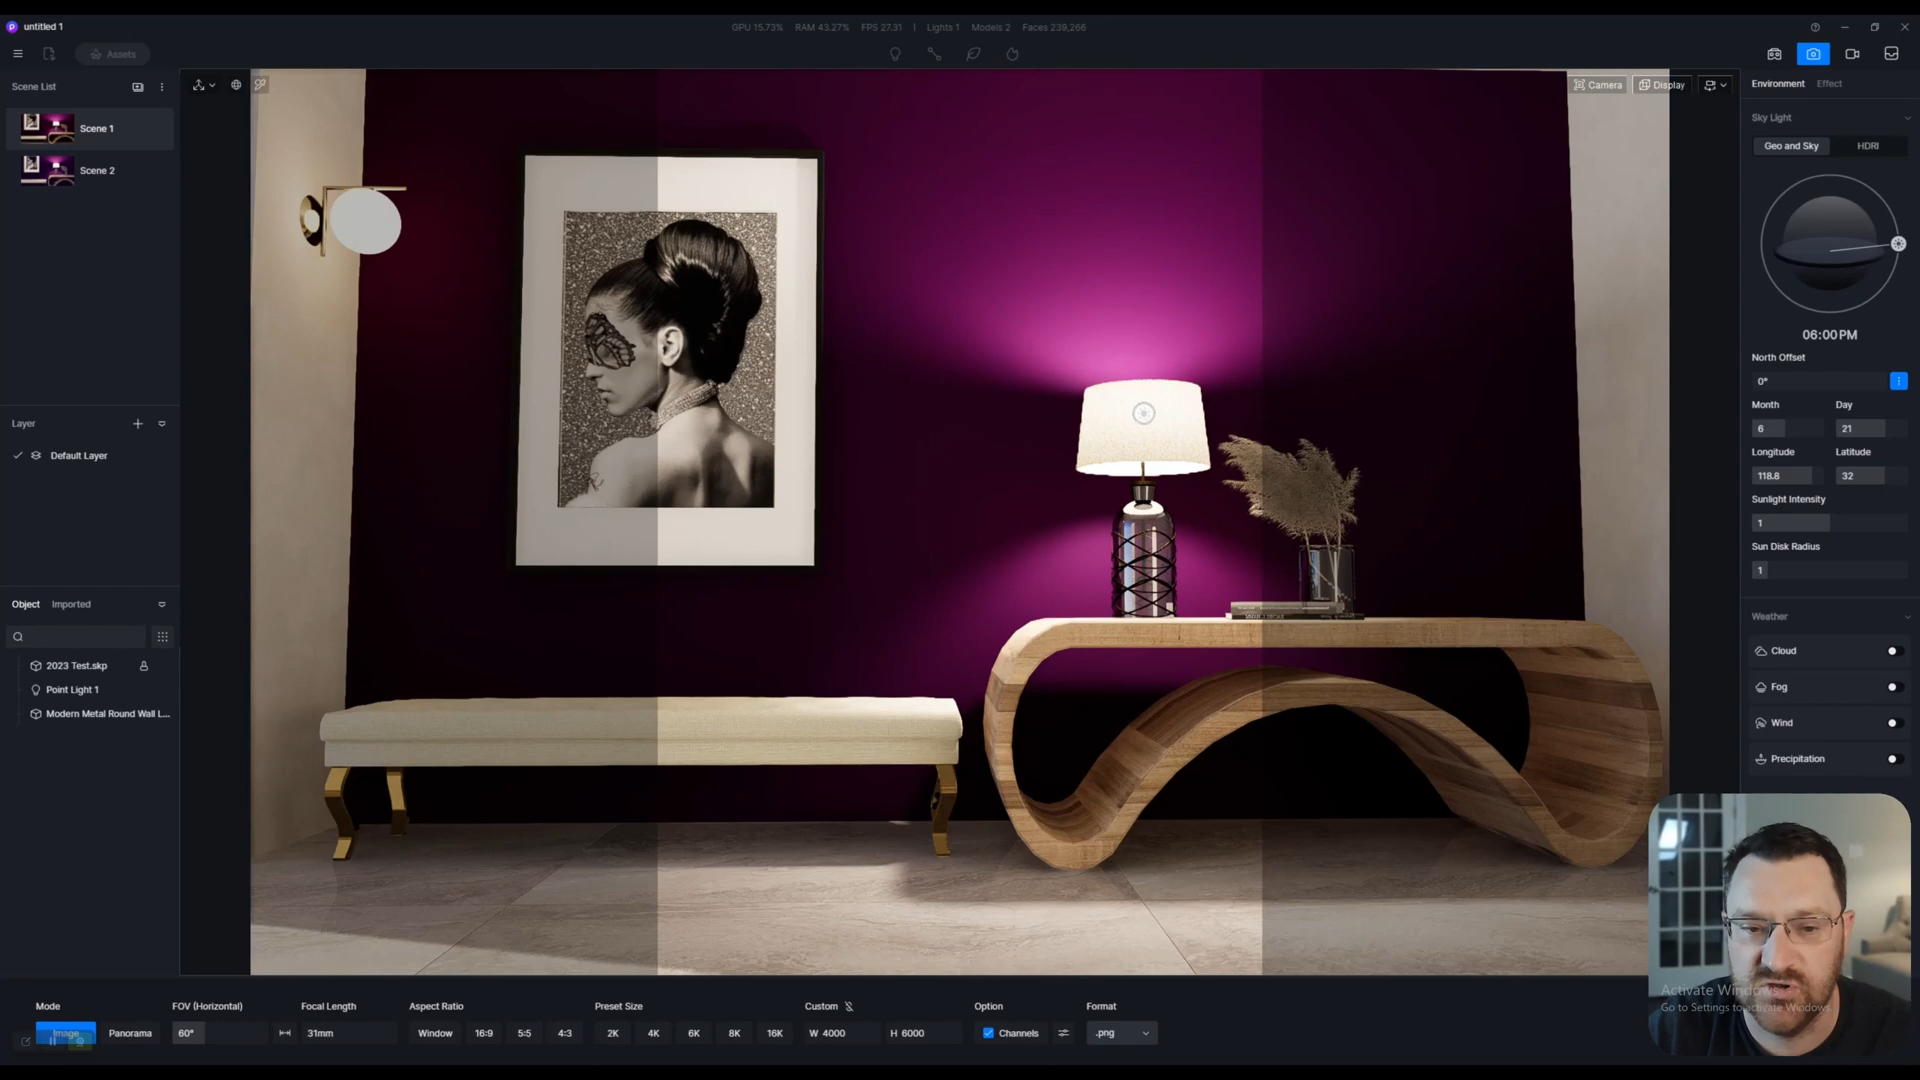 untitled 1
GPU 15.73% RAM 43.27% FPS 27.31 | Lights 1 Models 2 Faces 239,266
Assets
Scene List
Scene 1
Scene 2
Layer
Default Layer
Object Imported
2023 Test.skp
Point Light 1
Modern Metal Round Wall L...
Camera Display
Environment Effect
Sky Light
Geo and Sky HDRI
06:00PM
North Offset
0°
Month Day
6 21
Longitude Latitude
118.8 32
Sunlight Intensity
1
Sun Disk Radius
1
Weather
Cloud
Fog
Wind
Precipitation
Activate Windows
Go to Settings to activate Windows.
Mode FOV (Horizontal) Focal Length Aspect Ratio Preset Size Custom Option Format
Image Panorama 60° 31mm Window 16:9 5:5 4:3 2K 4K 6K 8K 16K W 4000 H 6000 Channels .png